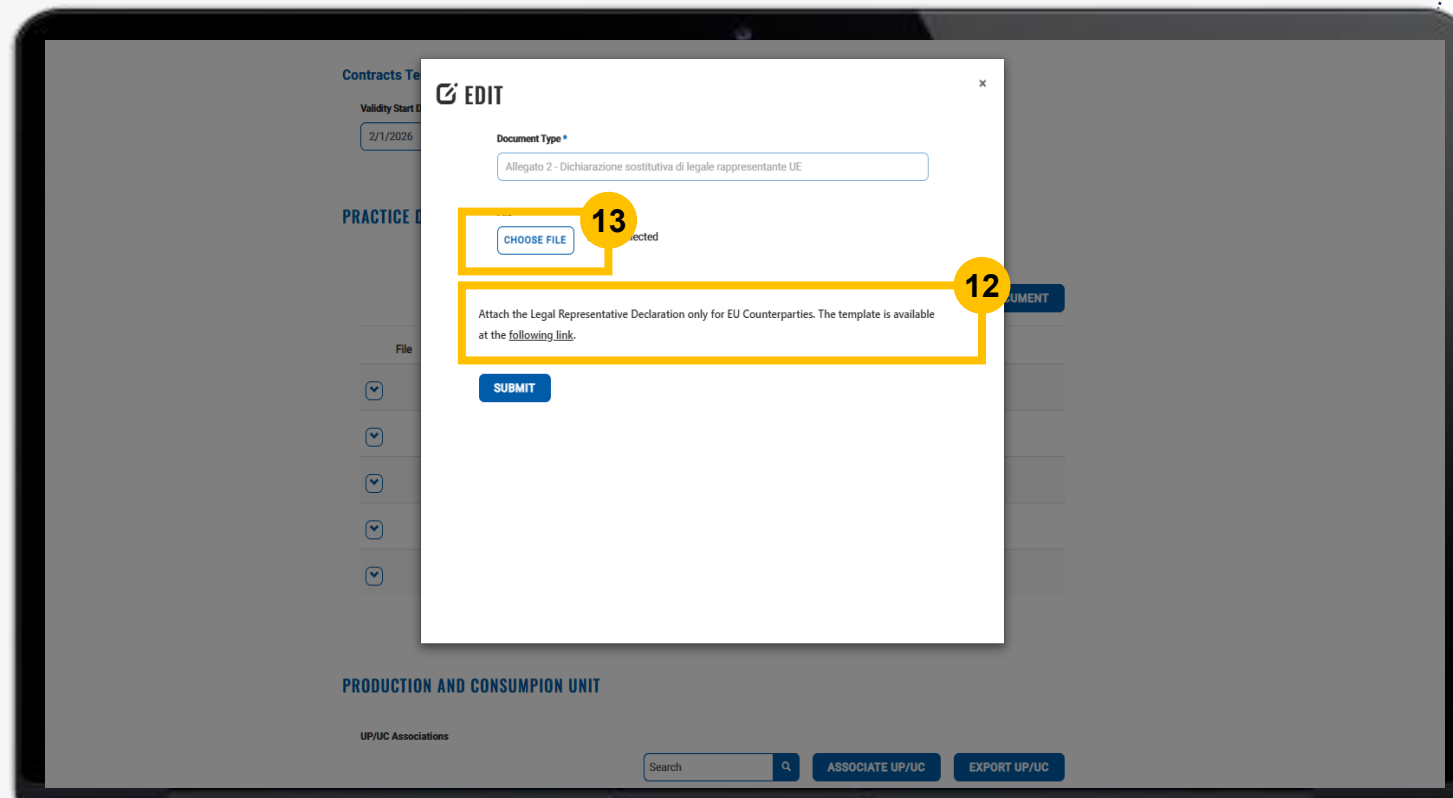 Contracts Te
EDIT
×
Validity Start D
2/1/2026
Document Type *
Allegato 2 - Dichiarazione sostitutiva di legale rappresentante UE
PRACTICE D
13
CHOOSE FILE
ected
12
CUMENT
Attach the Legal Representative Declaration only for EU Counterparties. The template is available
at the following link.
File
SUBMIT
PRODUCTION AND CONSUMPION UNIT
UP/UC Associations
Search
ASSOCIATE UP/UC
EXPORT UP/UC